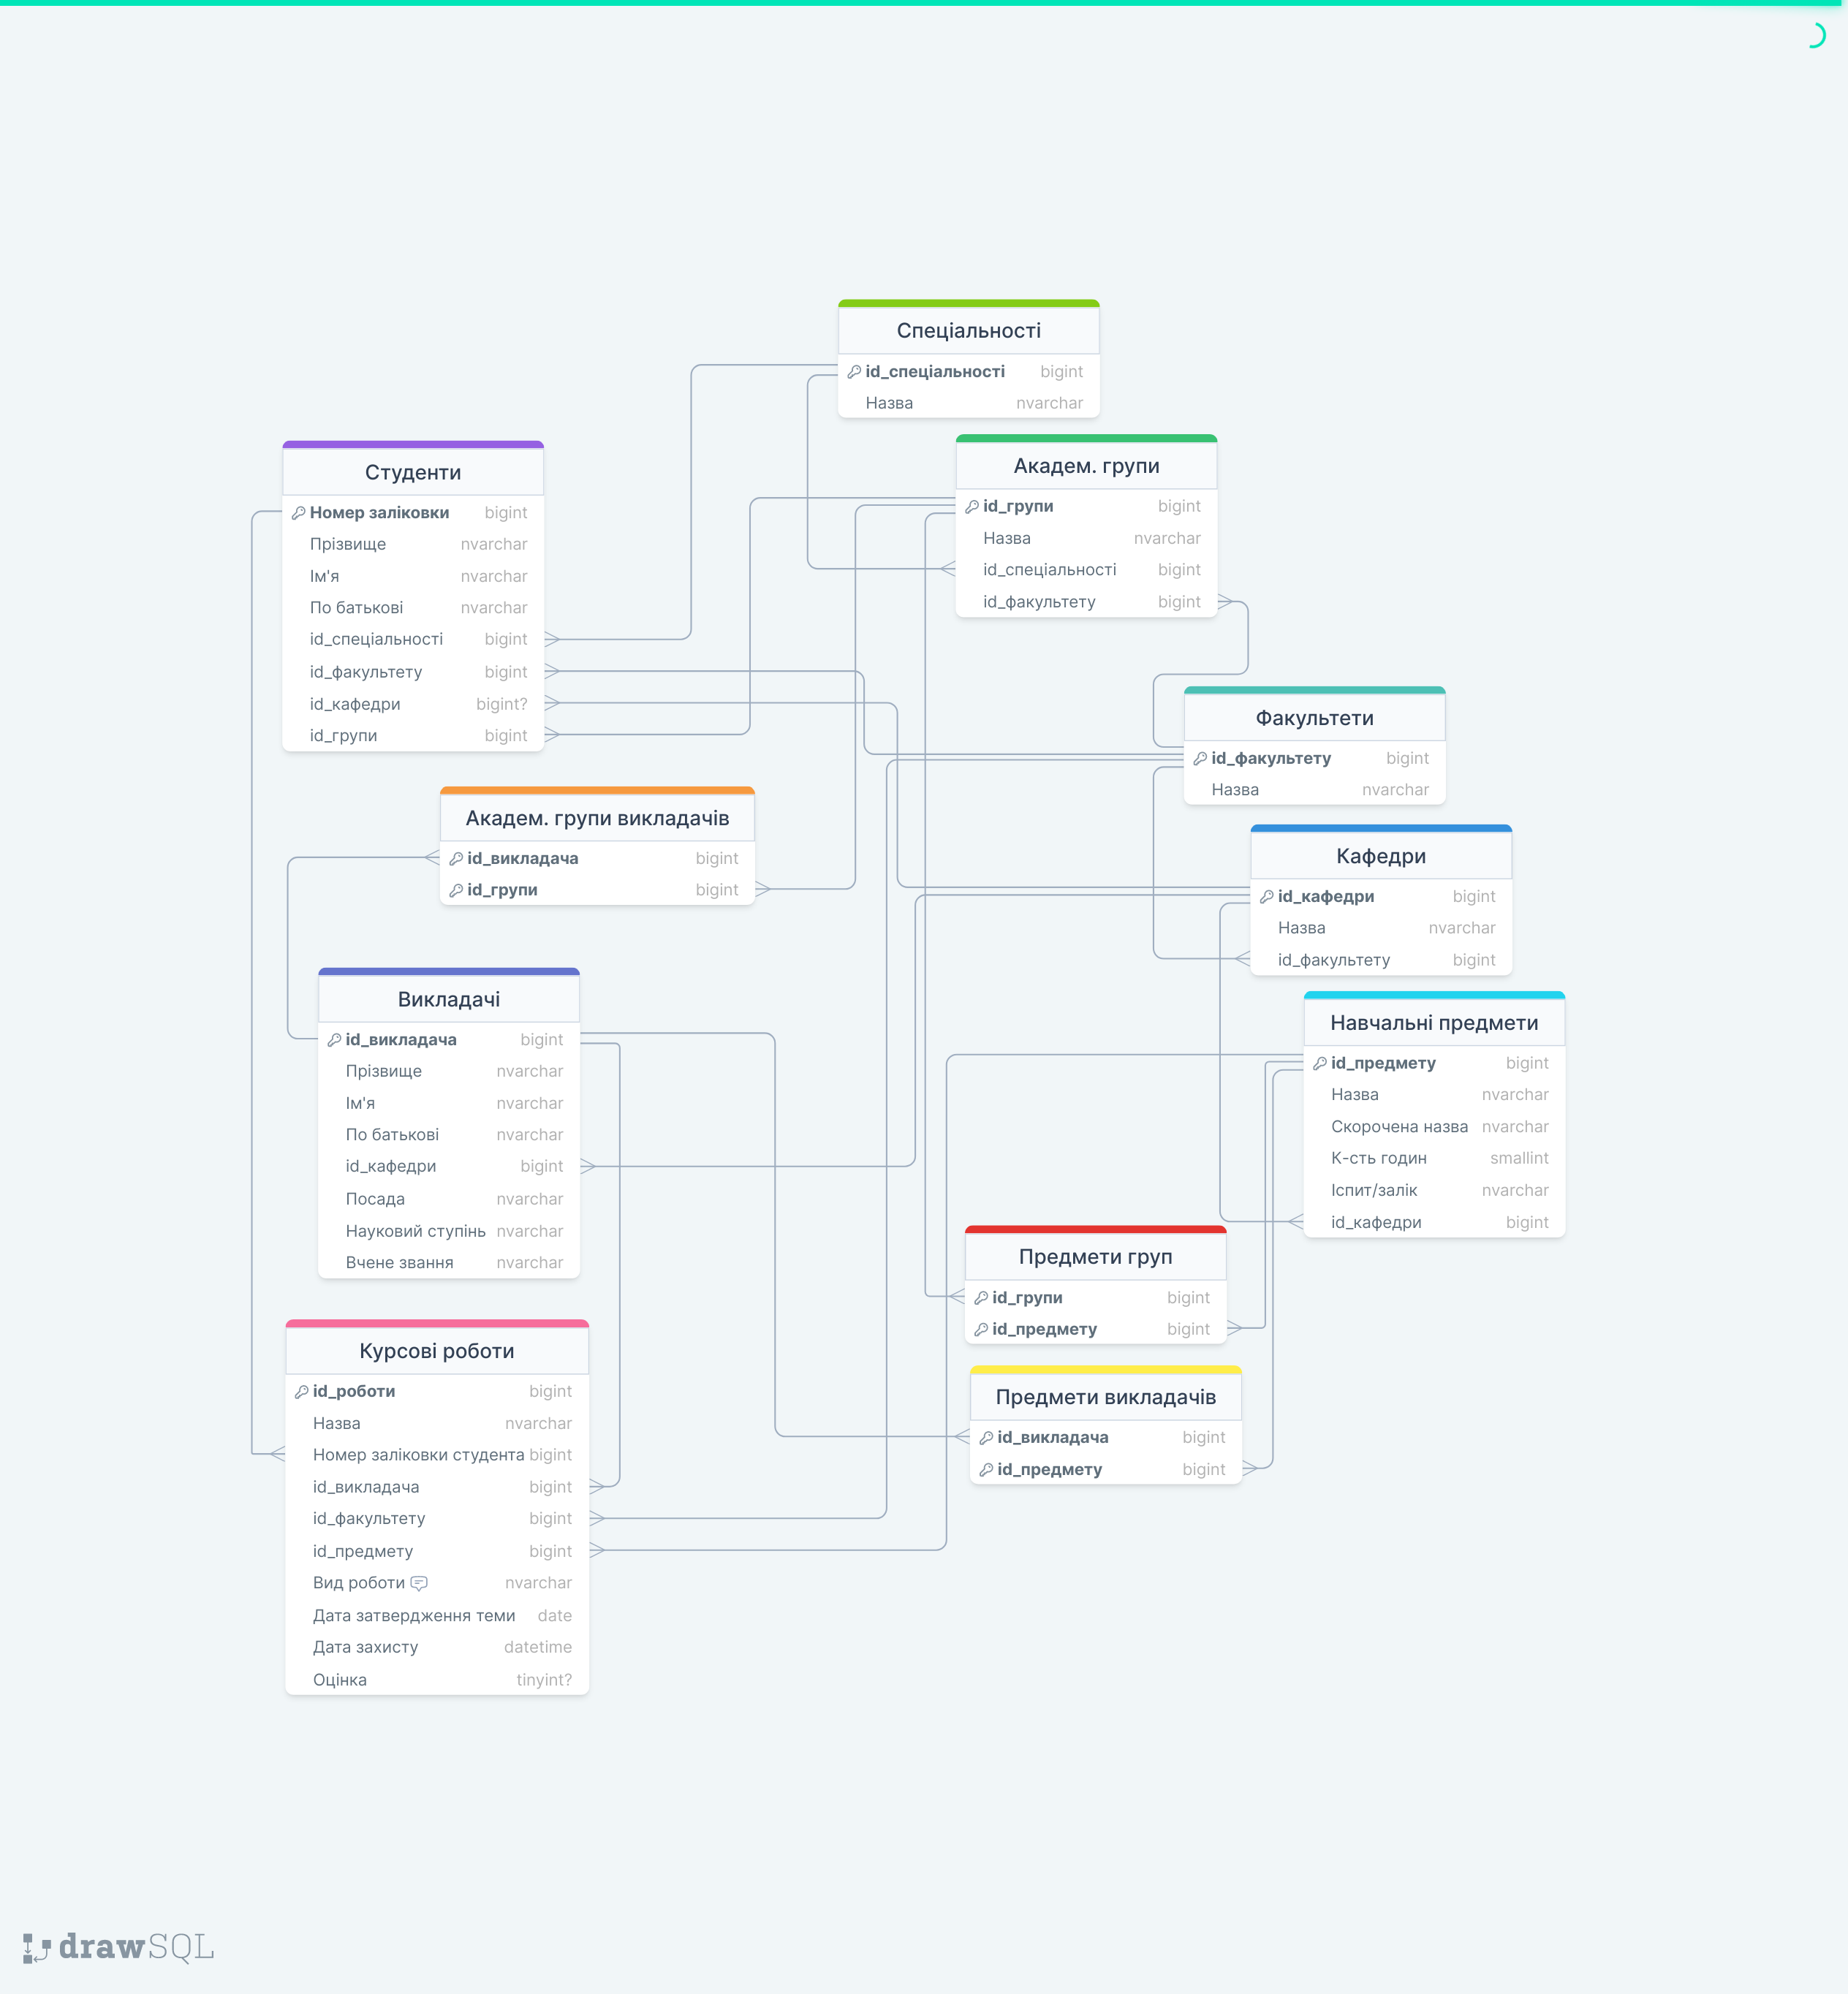 Спеціальності
id_спеціальності bigint
Назва nvarchar
Академ. групи
id_групи bigint
Назва nvarchar
id_спеціальності bigint
id_факультету bigint
Студенти
Номер заліковки bigint
Прізвище nvarchar
Ім'я nvarchar
По батькові nvarchar
id_спеціальності bigint
id_факультету bigint
id_кафедри bigint?
id_групи bigint
Факультети
id_факультету bigint
Назва nvarchar
Академ. групи викладачів
id_викладача bigint
id_групи bigint
Кафедри
id_кафедри bigint
Назва nvarchar
id_факультету bigint
Викладачі
id_викладача bigint
Прізвище nvarchar
Ім'я nvarchar
По батькові nvarchar
id_кафедри bigint
Посада nvarchar
Науковий ступінь nvarchar
Вчене звання nvarchar
Навчальні предмети
id_предмету bigint
Назва nvarchar
Скорочена назва nvarchar
К-сть годин smallint
Іспит/залік nvarchar
id_кафедри bigint
Предмети груп
id_групи bigint
id_предмету bigint
Курсові роботи
id_роботи bigint
Назва nvarchar
Номер заліковки студента bigint
id_викладача bigint
id_факультету bigint
id_предмету bigint
Вид роботи nvarchar
Дата затвердження теми date
Дата захисту datetime
Оцінка tinyint?
Предмети викладачів
id_викладача bigint
id_предмету bigint
drawSQL